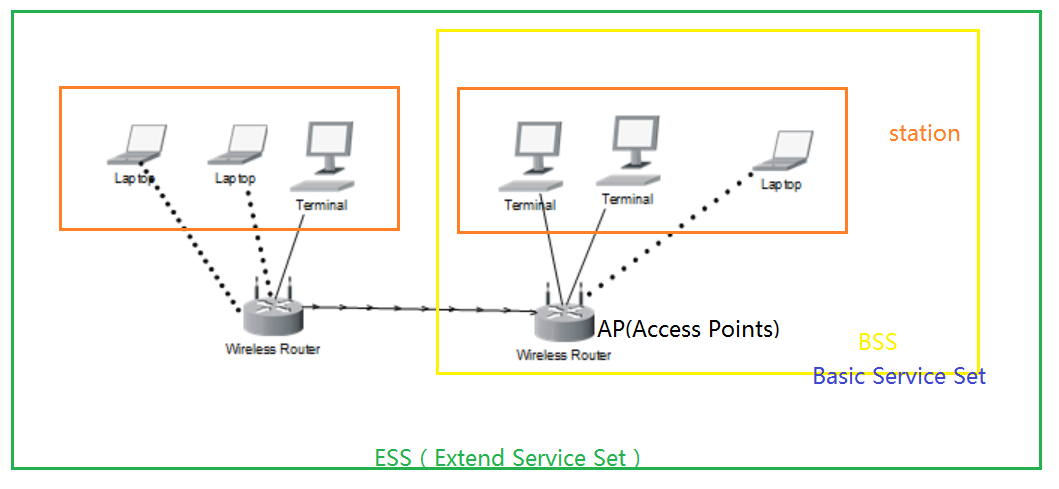 station
Laptop
Laptop
Terminal
Terminal
Terminal
Laptop
Wireless Router
AP(Access Points)
Wireless Router
BSS
Basic Service Set
ESS ( Extend Service Set )